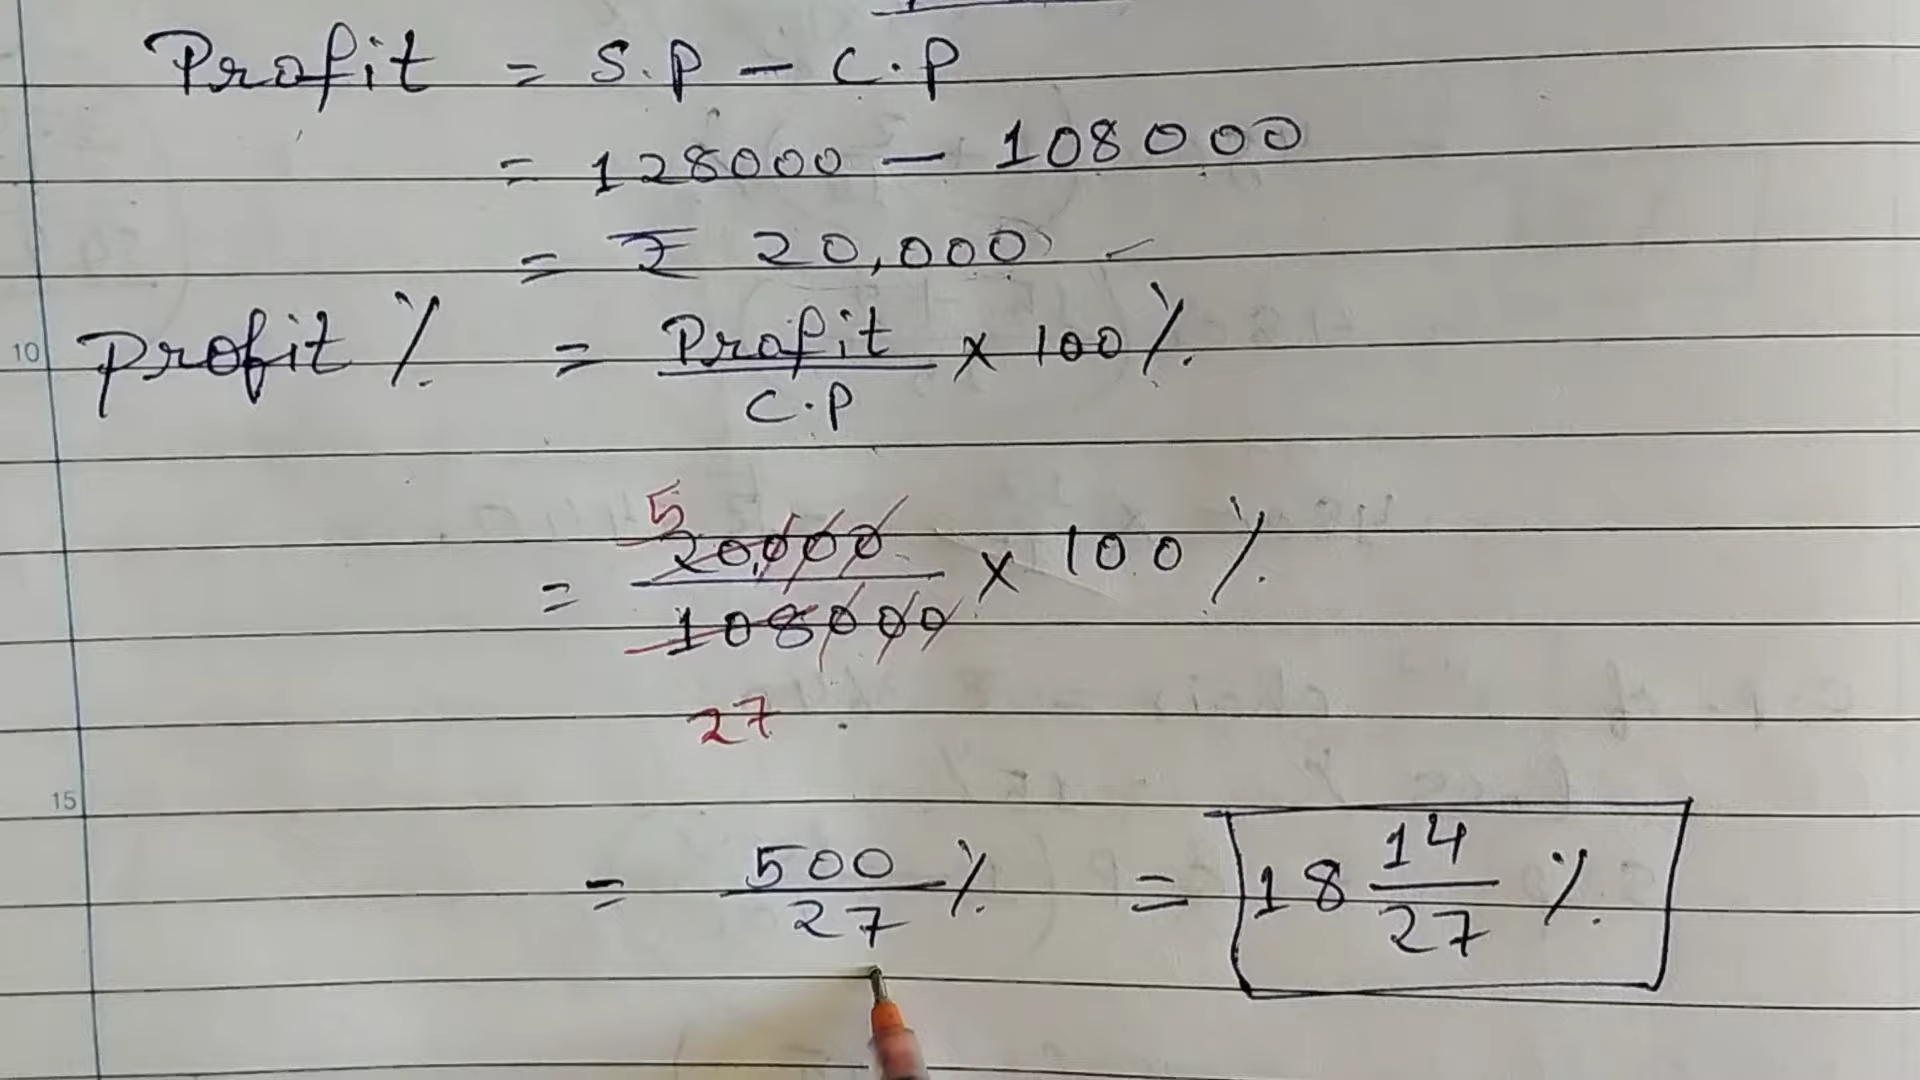 Profit = S.P - C.P
= 128000 - 108000
= ₹ 20,000
10
Profit % = Profit/C.P x 100%
5
= 20,000/108000 x 100%
27
15
= 500/27 % = 18 14/27 %